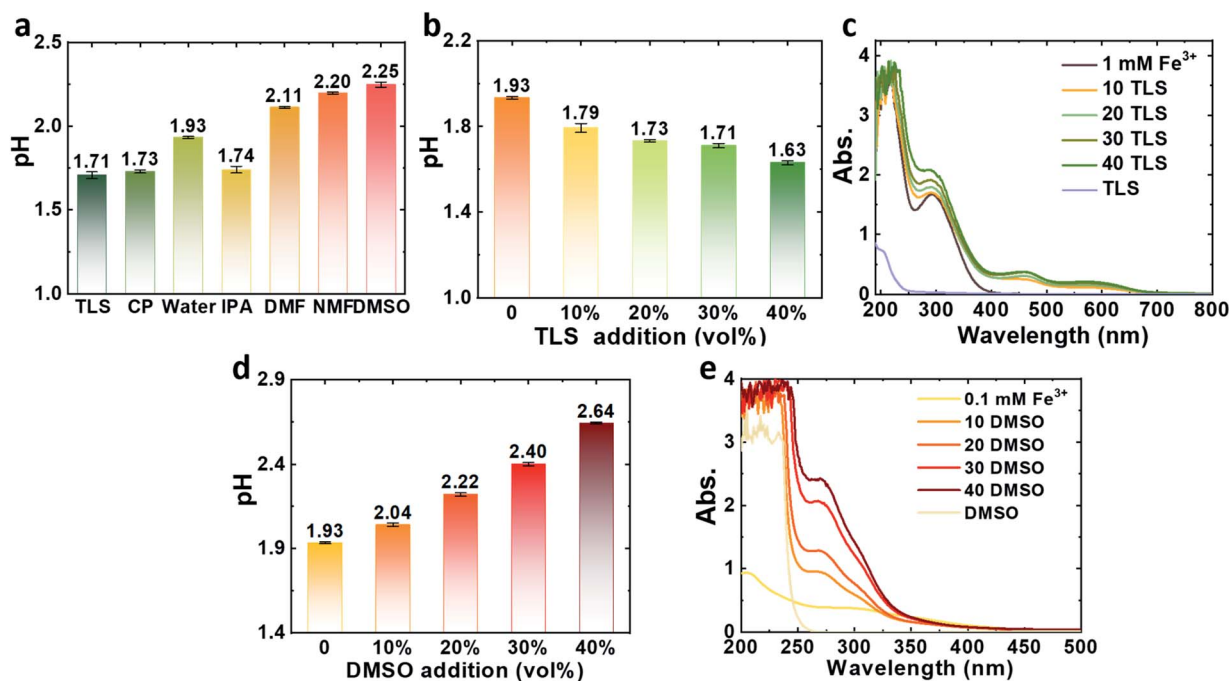 a
2.5
2.0
1.5
1.0
pH
1.71
1.73
1.93
1.74
2.11
2.20
2.25
TLS CP Water IPA DMF NMF DMSO
b
2.2
1.8
1.4
1.0
pH
1.93
1.79
1.73
1.71
1.63
0 10% 20% 30% 40%
TLS addition (vol%)
c
4
3
2
1
0
Abs.
1 mM Fe³⁺
10 TLS
20 TLS
30 TLS
40 TLS
TLS
200 300 400 500 600 700 800
Wavelength (nm)
d
2.9
2.4
1.9
1.4
pH
1.93
2.04
2.22
2.40
2.64
0 10% 20% 30% 40%
DMSO addition (vol%)
e
4
3
2
1
0
Abs.
0.1 mM Fe³⁺
10 DMSO
20 DMSO
30 DMSO
40 DMSO
DMSO
200 250 300 350 400 450 500
Wavelength (nm)